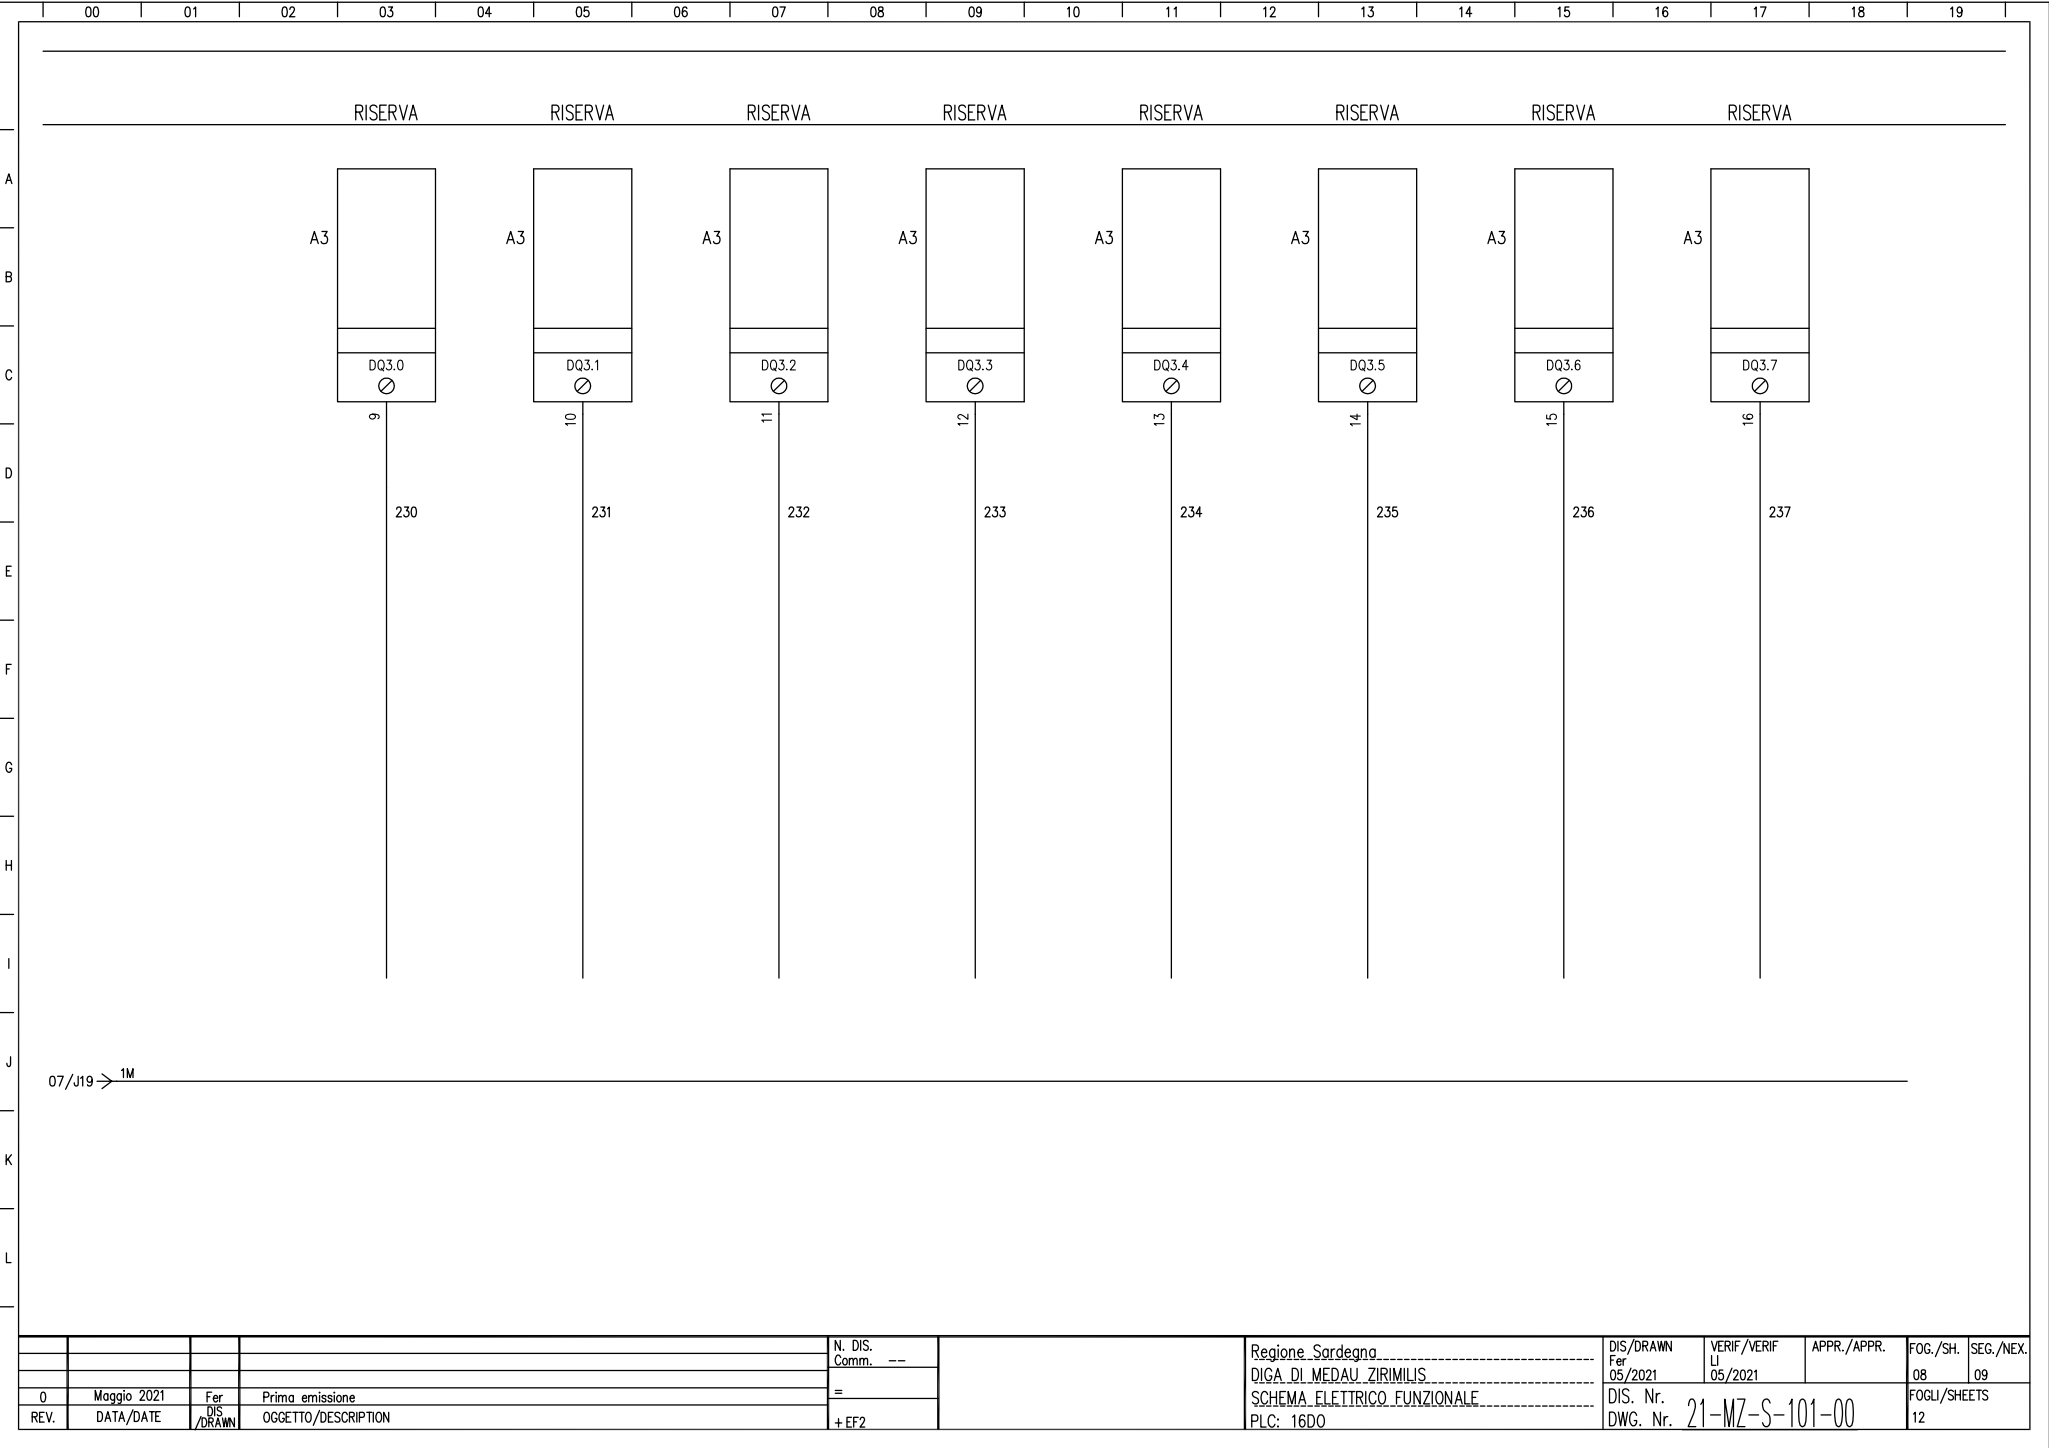 00 01 02 03 04 05 06 07 08 09 10 11 12 13 14 15 16 17 18 19
RISERVA RISERVA RISERVA RISERVA RISERVA RISERVA RISERVA RISERVA
A
A3 A3 A3 A3 A3 A3 A3 A3
B
DQ3.0 DQ3.1 DQ3.2 DQ3.3 DQ3.4 DQ3.5 DQ3.6 DQ3.7
C
9 10 11 12 13 14 15 16
D
230 231 232 233 234 235 236 237
E
F
G
H
I
J
07/J19 1M
K
L
N. DIS.
Comm. --
=
+EF2
0 Maggio 2021 Fer Prima emissione
REV. DATA/DATE DIS /DRAWN OGGETTO/DESCRIPTION
Regione Sardegna
DIGA DI MEDAU ZIRIMILIS
SCHEMA ELETTRICO FUNZIONALE
PLC: 16DO
DIS/DRAWN
Fer
05/2021
VERIF/VERIF
LI
05/2021
APPR./APPR.
FOG./SH.
08
SEG./NEX.
09
DIS. Nr.
DWG. Nr. 21-MZ-S-101-00
FOGLI/SHEETS
12